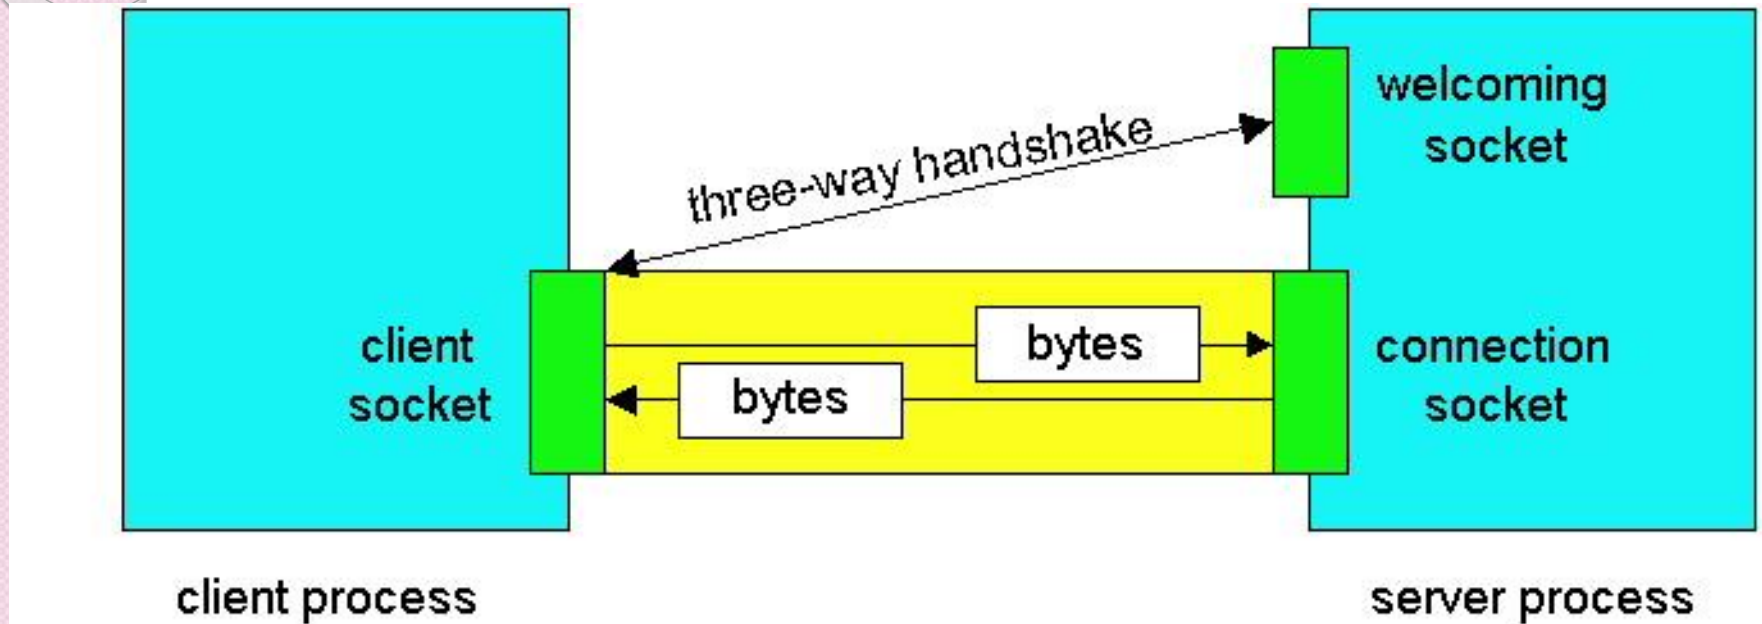 welcoming
socket
three-way handshake
client
socket
bytes
bytes
connection
socket
client process
server process